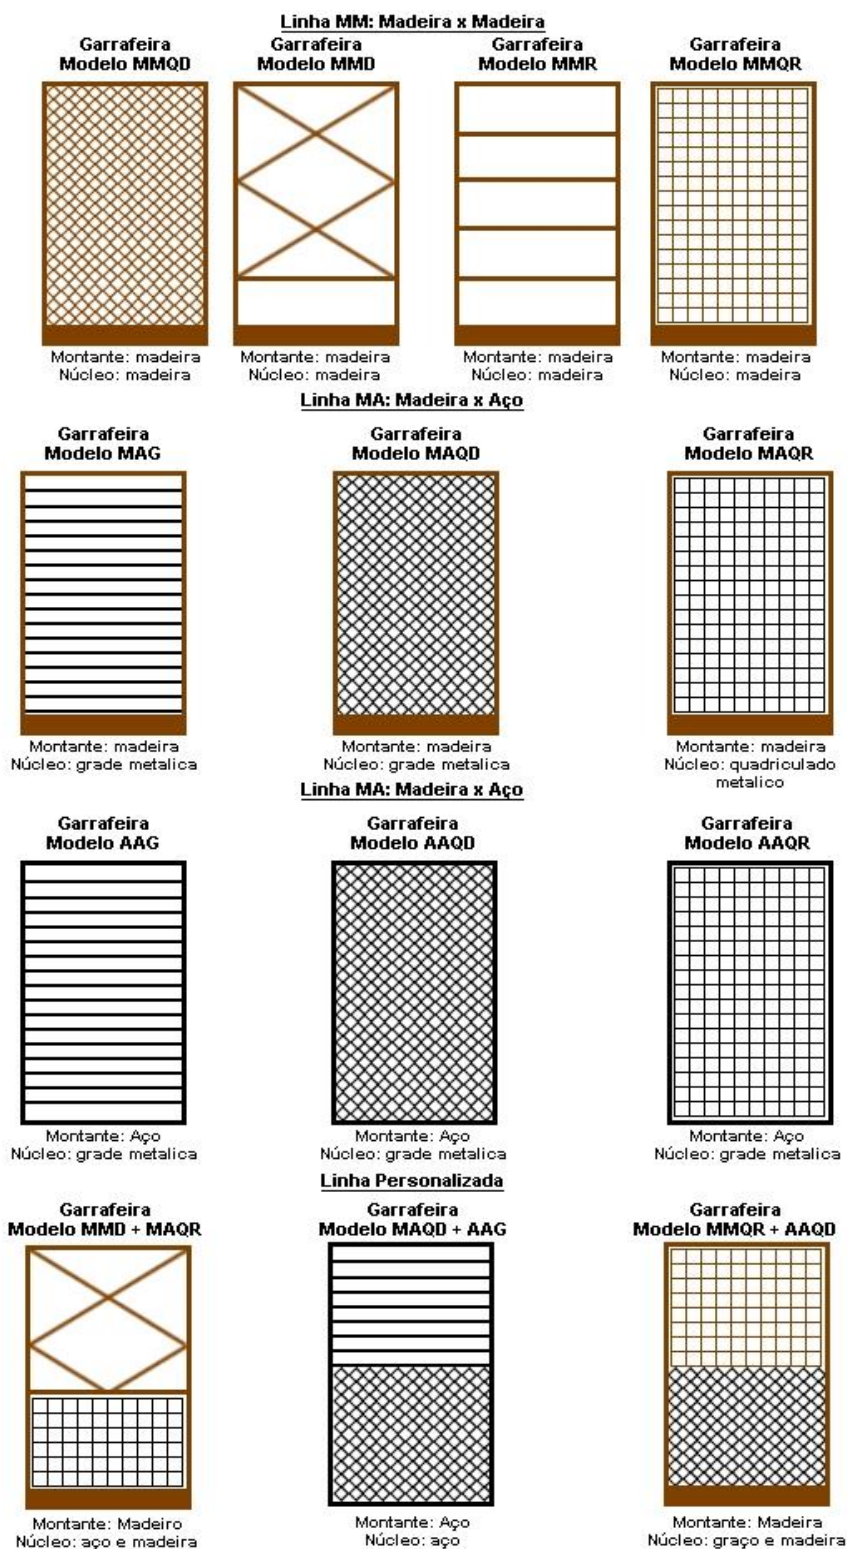 Linha MM: Madeira x Madeira
Garrafeira
Modelo MMQD
Garrafeira
Modelo MMD
Garrafeira
Modelo MMR
Garrafeira
Modelo MMQR
Montante: madeira
Núcleo: madeira
Montante: madeira
Núcleo: madeira
Montante: madeira
Núcleo: madeira
Montante: madeira
Núcleo: madeira
Linha MA: Madeira x Aço
Garrafeira
Modelo MAG
Garrafeira
Modelo MAQD
Garrafeira
Modelo MAQR
Montante: madeira
Núcleo: grade metalica
Montante: madeira
Núcleo: grade metalica
Montante: madeira
Núcleo: quadriculado
metalico
Linha MA: Madeira x Aço
Garrafeira
Modelo AAG
Garrafeira
Modelo AAQD
Garrafeira
Modelo AAQR
Montante: Aço
Núcleo: grade metalica
Montante: Aço
Núcleo: grade metalica
Montante: Aço
Núcleo: grade metalica
Linha Personalizada
Garrafeira
Modelo MMD + MAQR
Garrafeira
Modelo MAQD + AAG
Garrafeira
Modelo MMQR + AAQD
Montante: Madeiro
Núcleo: aço e madeira
Montante: Aço
Núcleo: aço
Montante: Madeira
Núcleo: graço e madeira